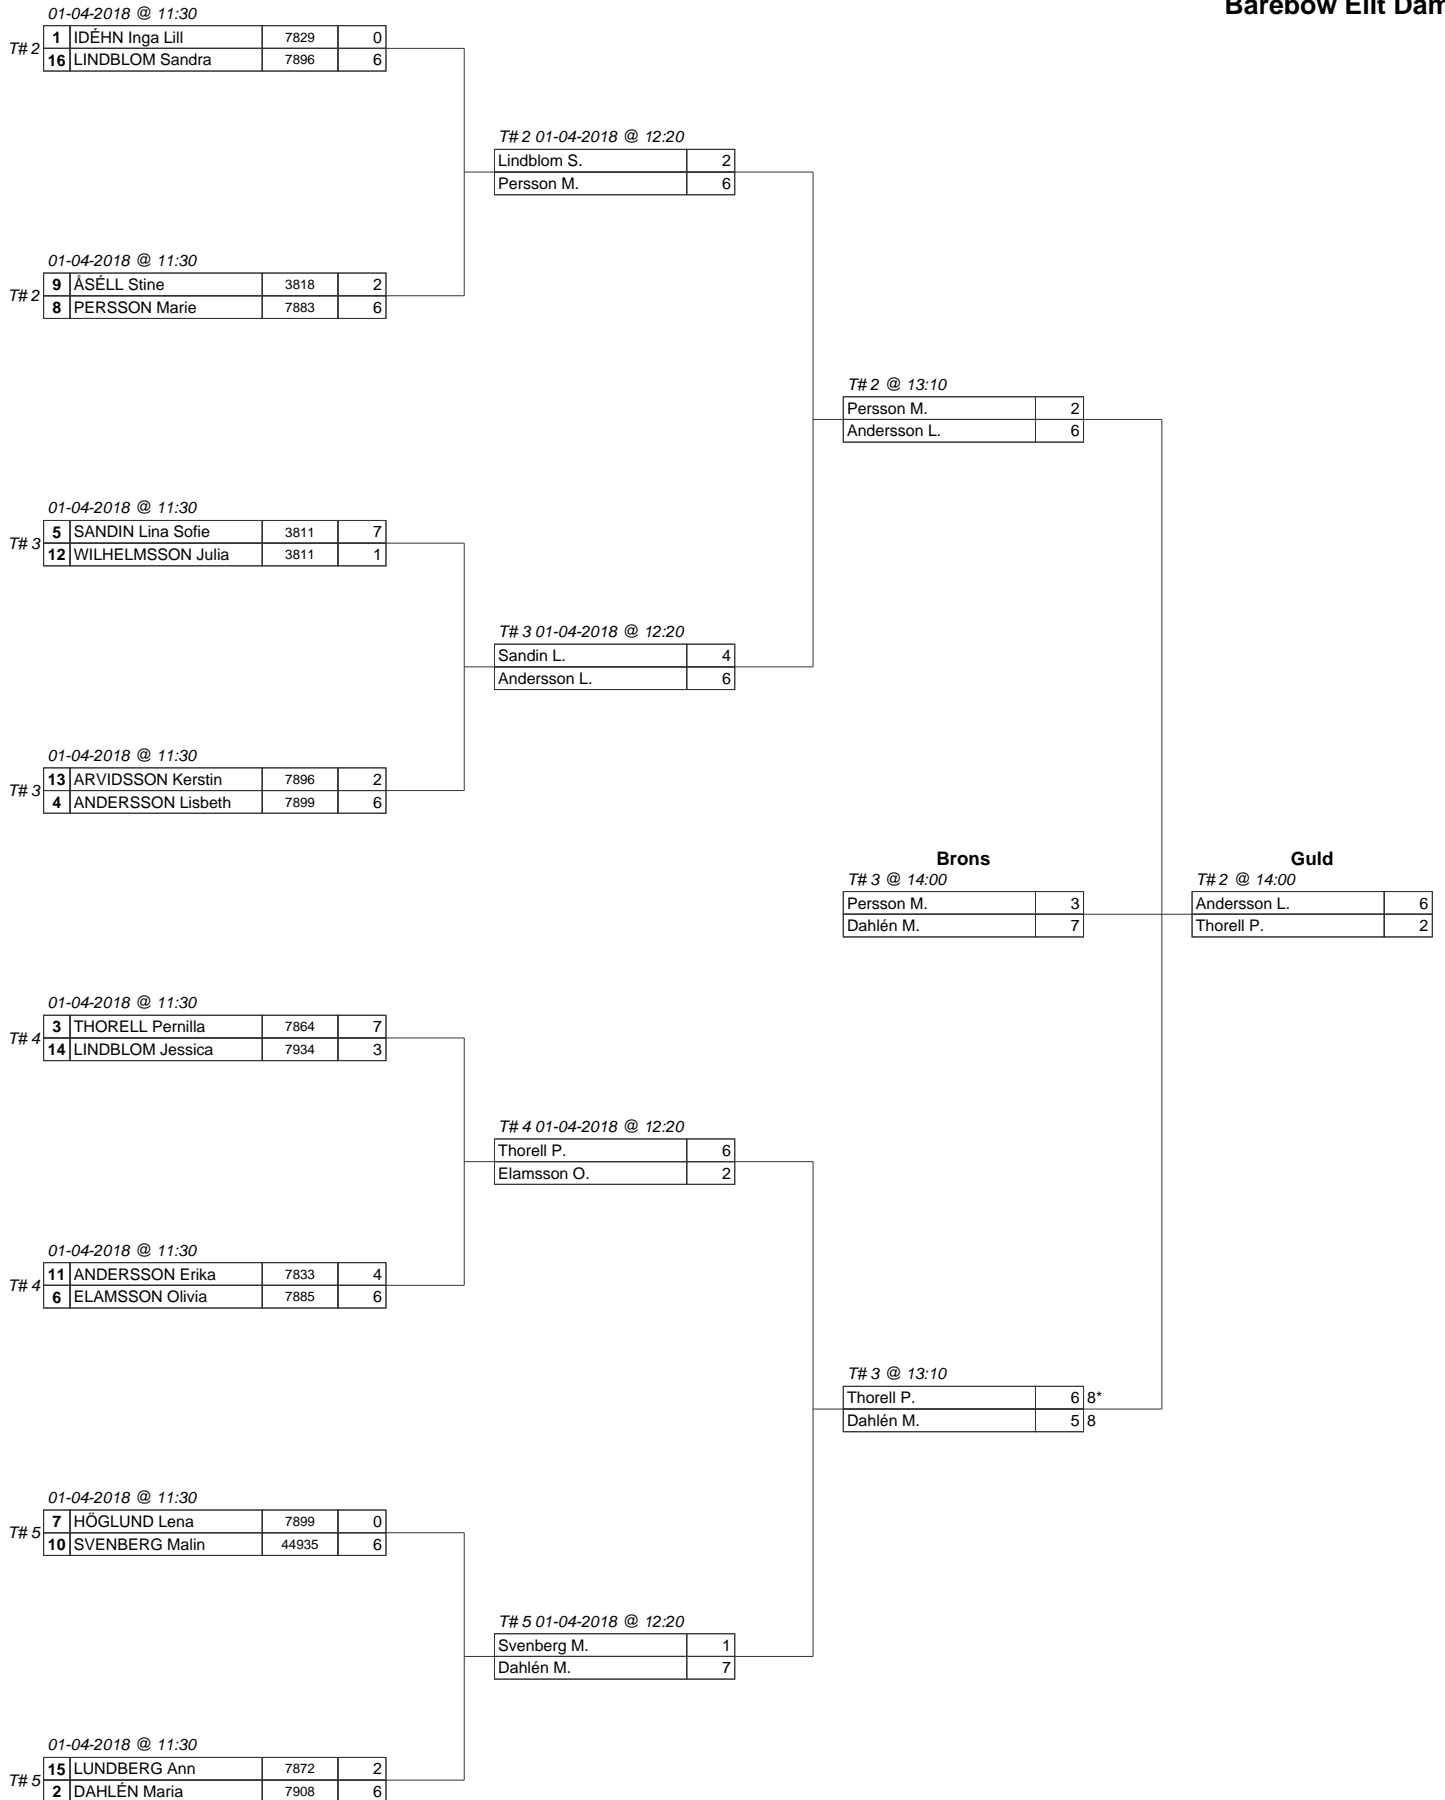 Barebow Elit Dam
01-04-2018 @ 11:30
T# 2
1 IDÉHN Inga Lill 7829 0
16 LINDBLOM Sandra 7896 6
T# 2 01-04-2018 @ 12:20
Lindblom S. 2
Persson M. 6
01-04-2018 @ 11:30
T# 2
9 ÅSÉLL Stine 3818 2
8 PERSSON Marie 7883 6
T# 2 @ 13:10
Persson M. 2
Andersson L. 6
01-04-2018 @ 11:30
T# 3
5 SANDIN Lina Sofie 3811 7
12 WILHELMSSON Julia 3811 1
T# 3 01-04-2018 @ 12:20
Sandin L. 4
Andersson L. 6
01-04-2018 @ 11:30
T# 3
13 ARVIDSSON Kerstin 7896 2
4 ANDERSSON Lisbeth 7899 6
Brons
T# 3 @ 14:00
Persson M. 3
Dahlén M. 7
Guld
T# 2 @ 14:00
Andersson L. 6
Thorell P. 2
01-04-2018 @ 11:30
T# 4
3 THORELL Pernilla 7864 7
14 LINDBLOM Jessica 7934 3
T# 4 01-04-2018 @ 12:20
Thorell P. 6
Elamsson O. 2
01-04-2018 @ 11:30
T# 4
11 ANDERSSON Erika 7833 4
6 ELAMSSON Olivia 7885 6
T# 3 @ 13:10
Thorell P. 6 8*
Dahlén M. 5 8
01-04-2018 @ 11:30
T# 5
7 HÖGLUND Lena 7899 0
10 SVENBERG Malin 44935 6
T# 5 01-04-2018 @ 12:20
Svenberg M. 1
Dahlén M. 7
01-04-2018 @ 11:30
T# 5
15 LUNDBERG Ann 7872 2
2 DAHLÉN Maria 7908 6